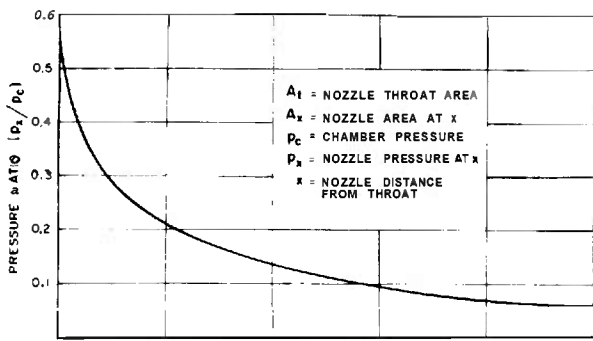 0.6
0.5
0.4
0.3
0.2
0.1
PRESSURE RATIO (px/pc)
At = NOZZLE THROAT AREA
Ax = NOZZLE AREA AT x
pc = CHAMBER PRESSURE
px = NOZZLE PRESSURE AT x
x = NOZZLE DISTANCE
FROM THROAT